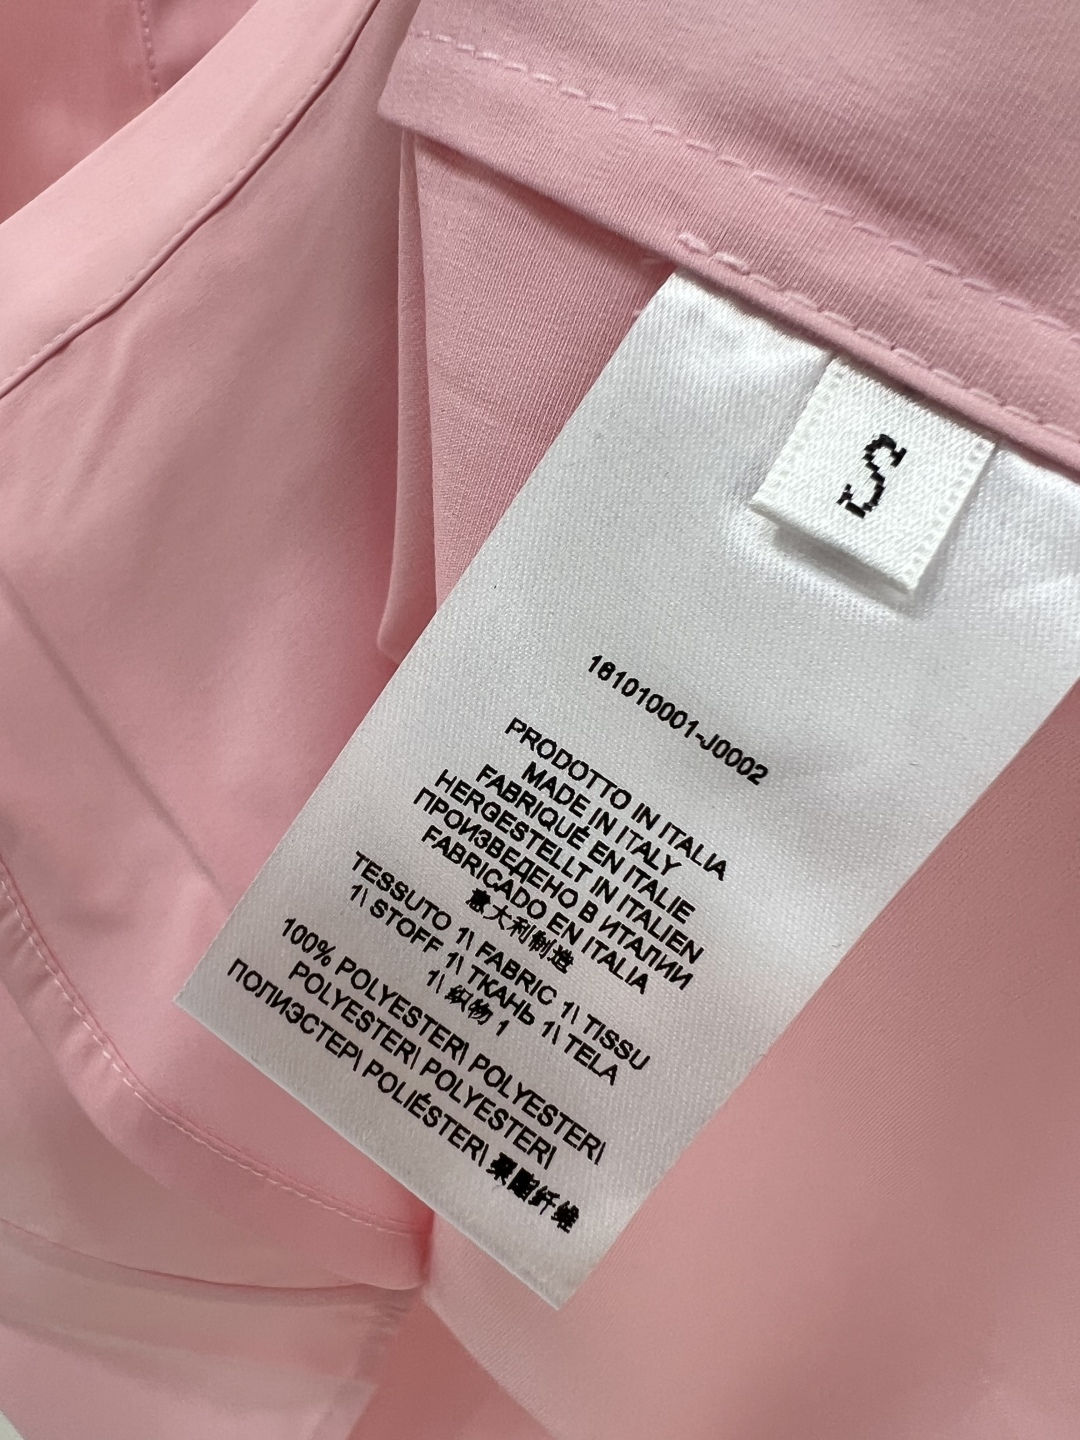 S
161010001-J0002
PRODOTTO IN ITALIA
MADE IN ITALY
FABRIQUÉ EN ITALIE
HERGESTELLT IN ITALIEN
ПРОИЗВЕДЕНО В ИТАЛИИ
FABRICADO EN ITALIA
意大利制造
TESSUTO 1\ FABRIC 1\ TISSU
1\ STOFF 1\ ТКАНЬ 1\ TELA
1\ 织物 1
100% POLYESTER\ POLYESTER\
POLYESTER\ POLYESTER\
ПОЛИЭСТЕР\ POLIÉSTER\ 聚酯纤维